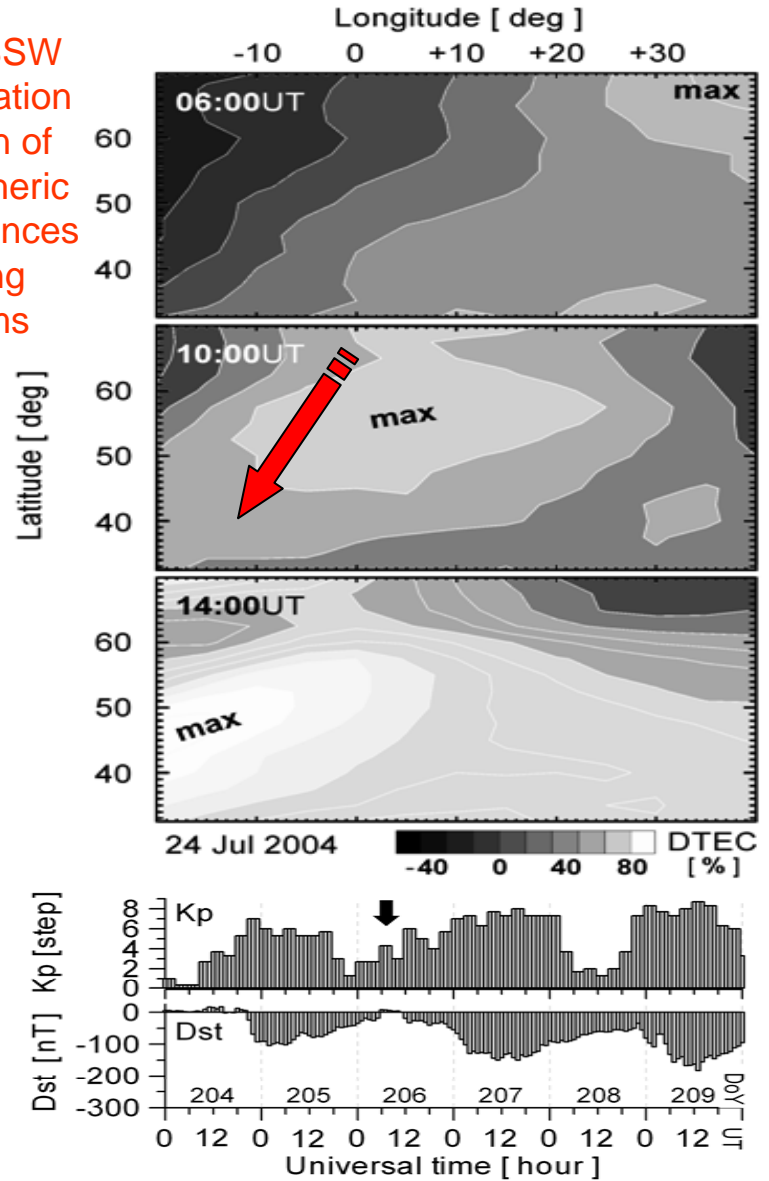 Longitude [ deg ]
-10 0 +10 +20 +30
SW
ation
n of
neric
ances
ng
ns
06:00UT
max
60
50
40
10:00UT
max
60
50
40
Latitude [ deg ]
14:00UT
max
60
50
40
24 Jul 2004
DTEC
-40 0 40 80 [%]
Kp [step]
8
6
4
2
0
Kp
Dst [nT]
0
-100
-200
-300
Dst
204 205 206 207 208 209 DoY
0 12 0 12 0 12 0 12 0 12 0 12 UT
Universal time [ hour ]